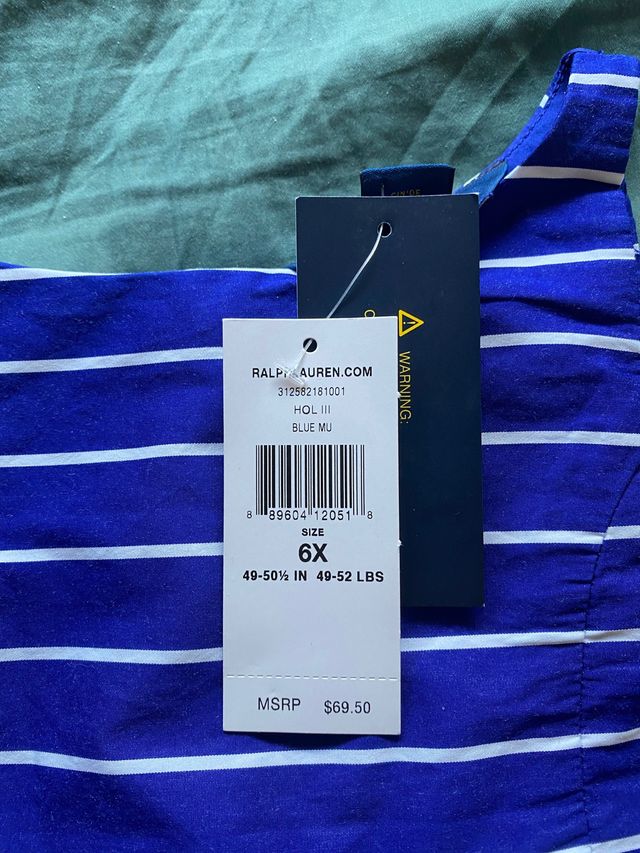 RALPHLAUREN.COM
312582181001
HOL III
BLUE MU
8 89604 12051 8
SIZE
6X
49-50½ IN 49-52 LBS
MSRP $69.50
WARNING: